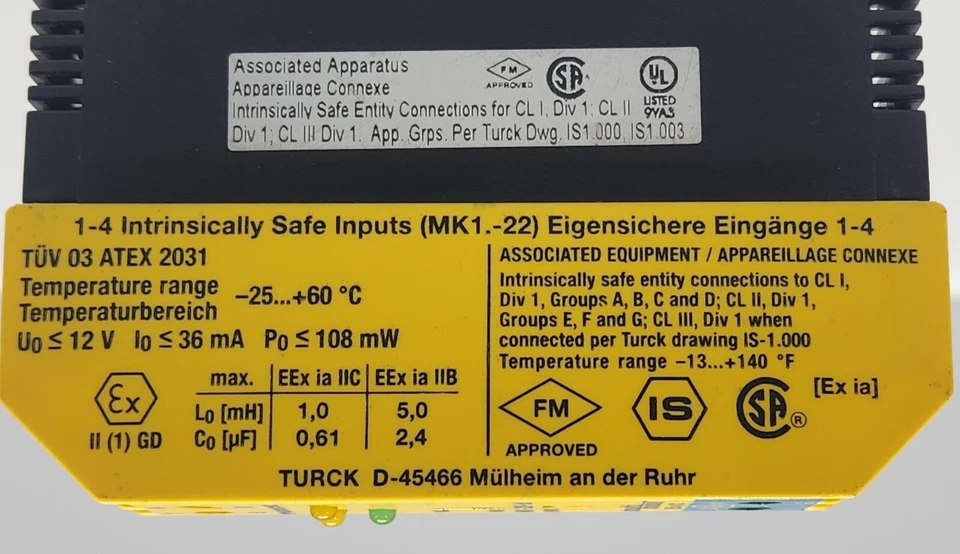 Associated Apparatus
Appareillage Connexe
FM
APPROVED
SA
UL
LISTED
9YA3
Intrinsically Safe Entity Connections for CL I, Div 1; CL II
Div 1; CL III Div 1. App. Grps. Per Turck Dwg. IS1.000, IS1.003
1-4 Intrinsically Safe Inputs (MK1.-22) Eigensichere Eingänge 1-4
TÜV 03 ATEX 2031
Temperature range
Temperaturbereich
–25...+60 °C
U₀ ≤ 12 V I₀ ≤ 36 mA P₀ ≤ 108 mW
Ex
II (1) GD
max. EEx ia IIC EEx ia IIB
L₀ [mH] 1,0 5,0
C₀ [µF] 0,61 2,4
ASSOCIATED EQUIPMENT / APPAREILLAGE CONNEXE
Intrinsically safe entity connections to CL I,
Div 1, Groups A, B, C and D; CL II, Div 1,
Groups E, F and G; CL III, Div 1 when
connected per Turck drawing IS-1.000
Temperature range –13...+140 °F
FM
APPROVED
IS
SA ®
[Ex ia]
TURCK D-45466 Mülheim an der Ruhr